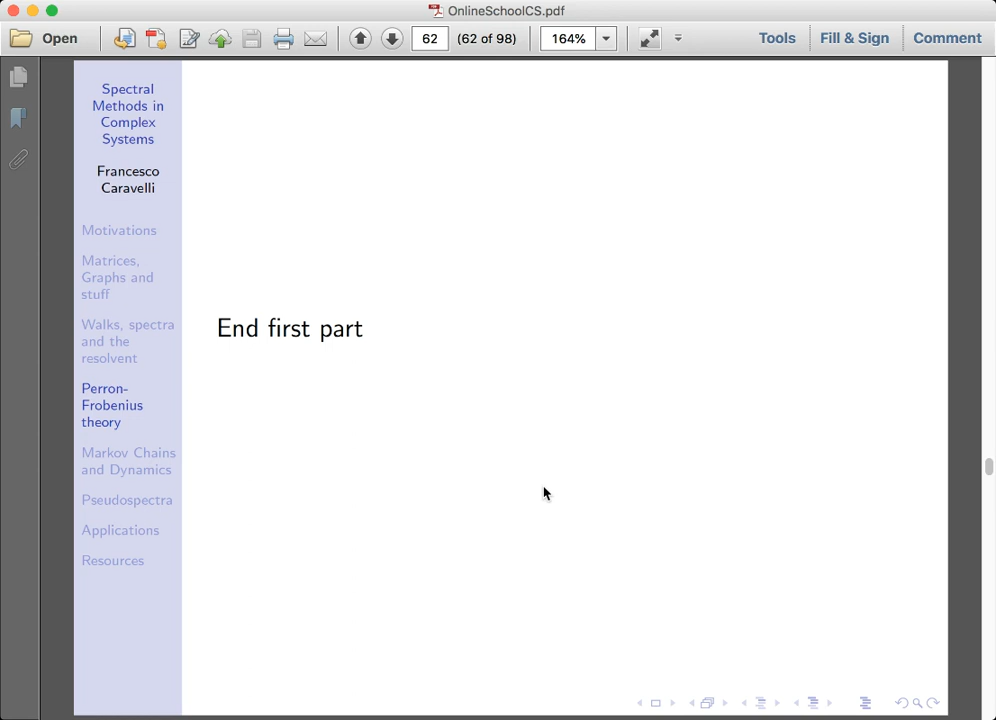 OnlineSchoolCS.pdf
Open
62
(62 of 98)
164%
Tools
Fill & Sign
Comment
Spectral
Methods in
Complex
Systems
Francesco
Caravelli
Motivations
Matrices,
Graphs and
stuff
Walks, spectra
and the
resolvent
Perron-
Frobenius
theory
Markov Chains
and Dynamics
Pseudospectra
Applications
Resources
End first part